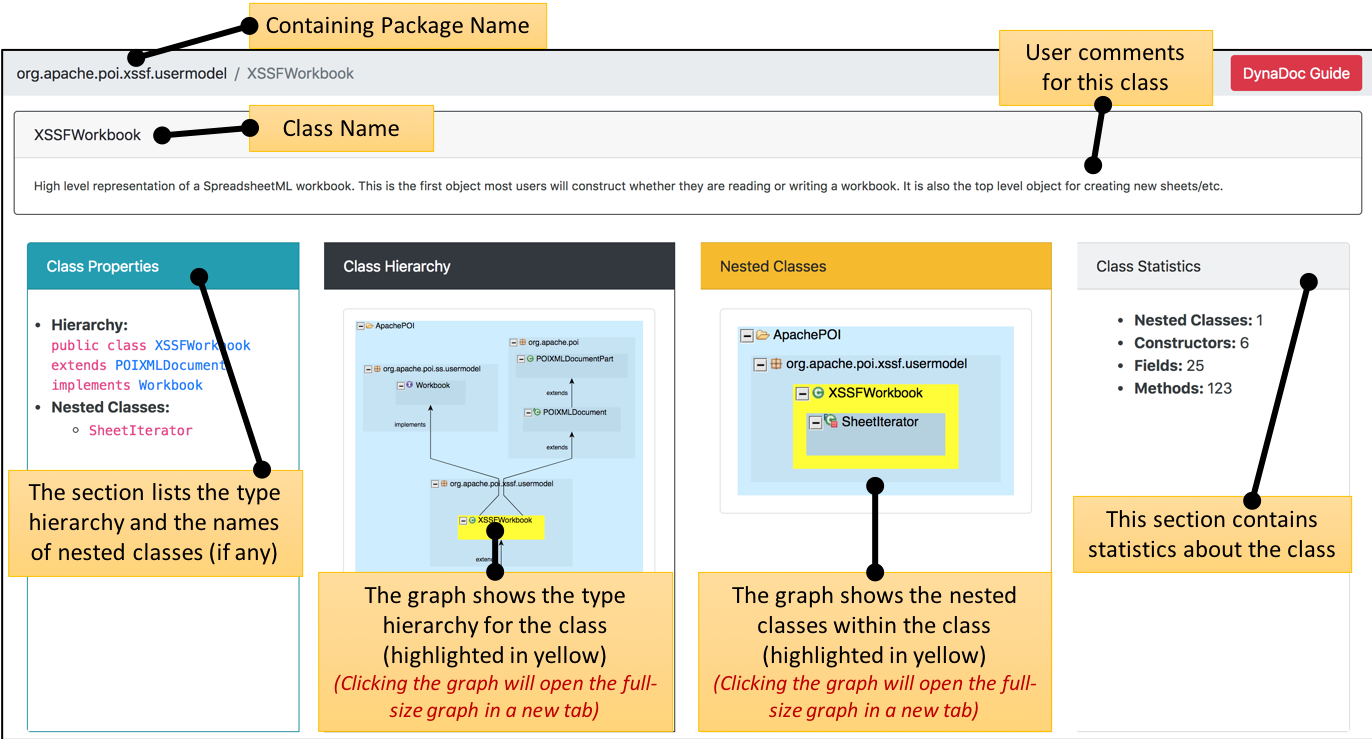 Containing Package Name
org.apache.poi.xssf.usermodel / XSSFWorkbook
User comments
for this class
DynaDoc Guide
XSSFWorkbook
Class Name
High level representation of a SpreadsheetML workbook. This is the first object most users will construct whether they are reading or writing a workbook. It is also the top level object for creating new sheets/etc.
Class Properties
• Hierarchy:
public class XSSFWorkbook
extends POIXMLDocument
implements Workbook
• Nested Classes:
◦ SheetIterator
The section lists the type
hierarchy and the names
of nested classes (if any)
Class Hierarchy
ApachePOI
org.apache.poi
POIXMLDocumentPart
org.apache.poi.ss.usermodel
Workbook
extends
POIXMLDocument
implements
extends
org.apache.poi.xssf.usermodel
XSSFWorkbook
extends
The graph shows the type
hierarchy for the class
(highlighted in yellow)
(Clicking the graph will open the full-
size graph in a new tab)
Nested Classes
ApachePOI
org.apache.poi.xssf.usermodel
XSSFWorkbook
SheetIterator
The graph shows the nested
classes within the class
(highlighted in yellow)
(Clicking the graph will open the full-
size graph in a new tab)
Class Statistics
• Nested Classes: 1
• Constructors: 6
• Fields: 25
• Methods: 123
This section contains
statistics about the class